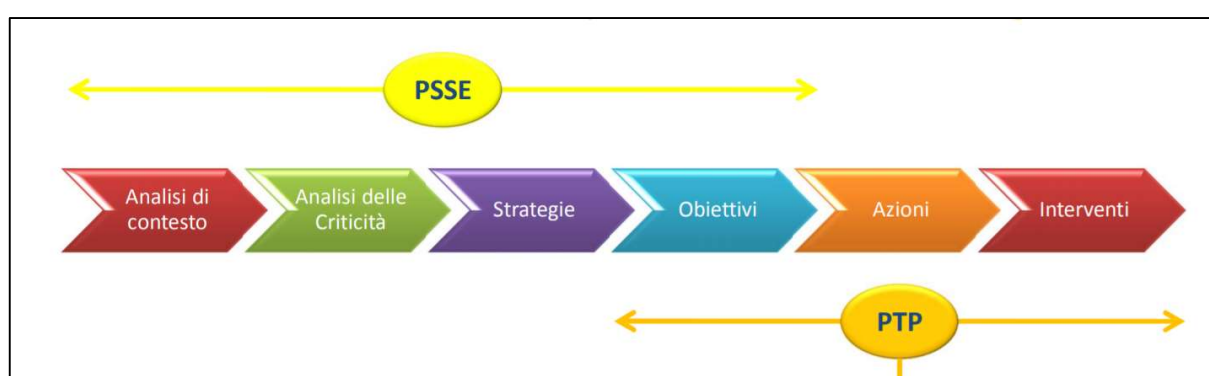 PSSE
Analisi di
contesto
Analisi delle
Criticità
Strategie
Obiettivi
Azioni
Interventi
PTP